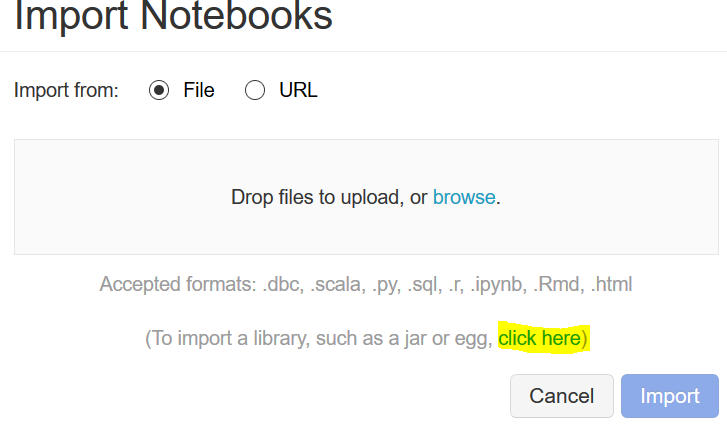 Import Notebooks
Import from: File URL
Drop files to upload, or browse.
Accepted formats: .dbc, .scala, .py, .sql, .r, .ipynb, .Rmd, .html
(To import a library, such as a jar or egg, click here)
Cancel Import